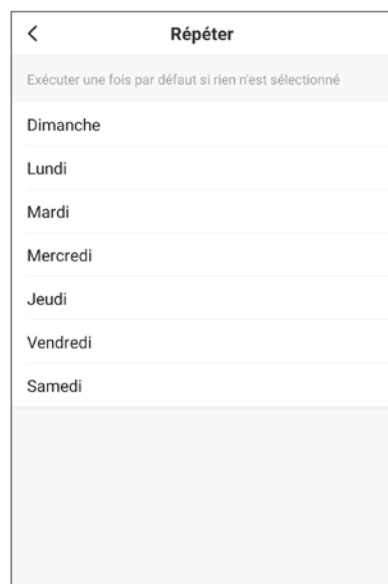 Répéter
Exécuter une fois par défaut si rien n'est sélectionné
Dimanche
Lundi
Mardi
Mercredi
Jeudi
Vendredi
Samedi